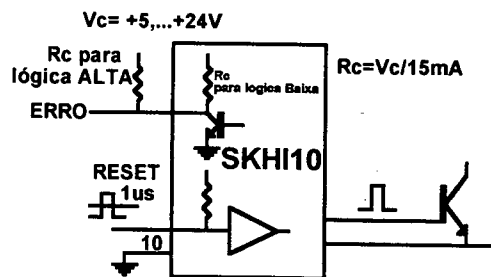 Vc= +5,...+24V
Rc para
lógica ALTA
Rc
para logica Baixa
Rc=Vc/15mA
ERRO
SKHI10
RESET
1us
10